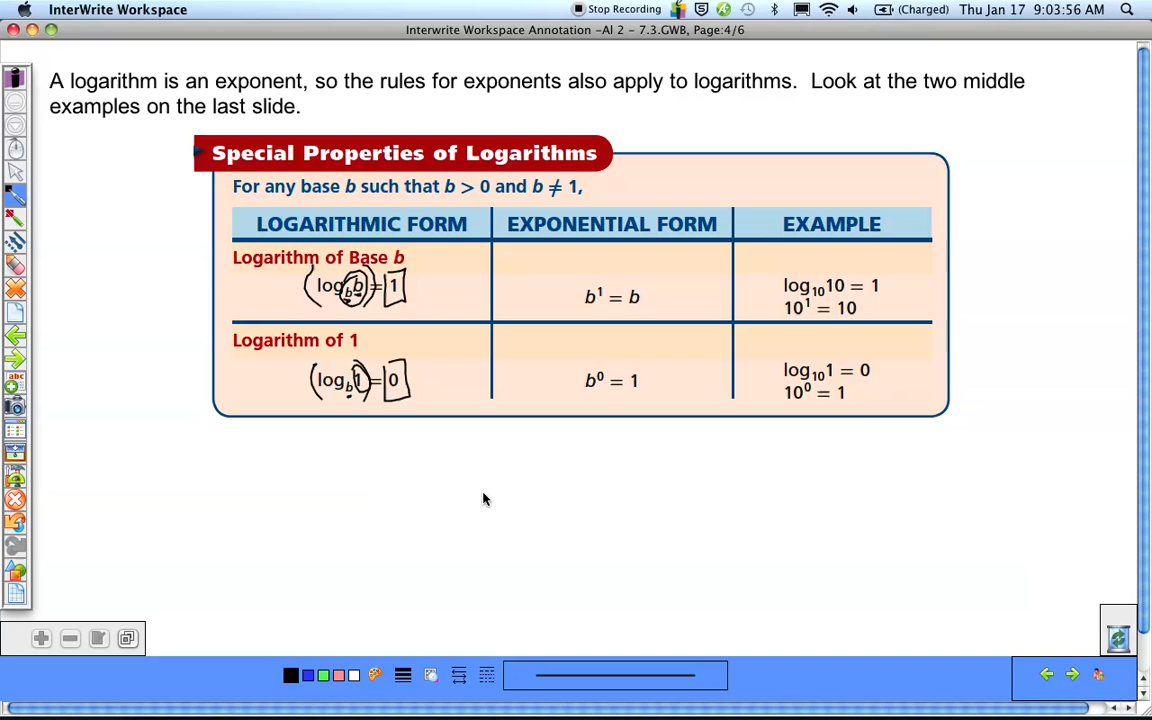 InterWrite Workspace
Stop Recording
(Charged)
Thu Jan 17 9:03:56 AM
Interwrite Workspace Annotation -Al 2 - 7.3.GWB, Page:4/6
A logarithm is an exponent, so the rules for exponents also apply to logarithms. Look at the two middle
examples on the last slide.
Special Properties of Logarithms
For any base b such that b > 0 and b ≠ 1,
LOGARITHMIC FORM EXPONENTIAL FORM EXAMPLE
Logarithm of Base b
log_b b = 1
b¹ = b
log₁₀10 = 1
10¹ = 10
Logarithm of 1
log_b 1 = 0
b⁰ = 1
log₁₀1 = 0
10⁰ = 1